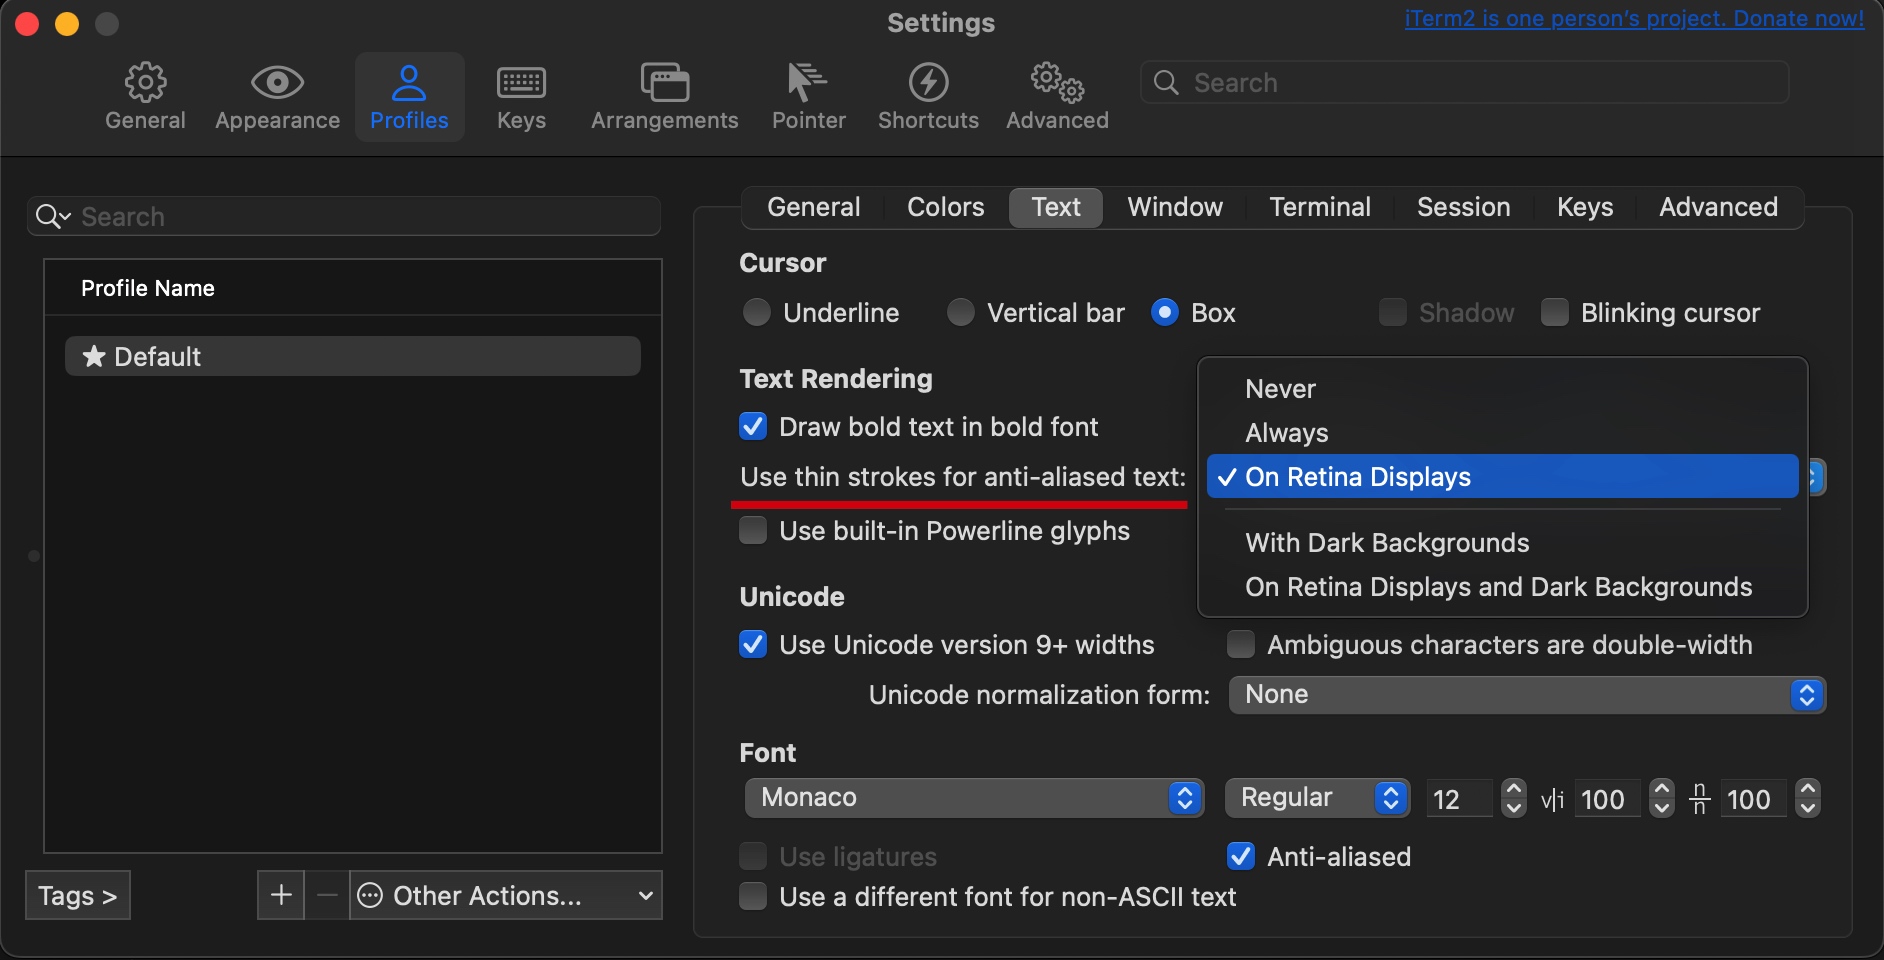 Settings
iTerm2 is one person's project. Donate now!
General
Appearance
Profiles
Keys
Arrangements
Pointer
Shortcuts
Advanced
Search
Search
Profile Name
★ Default
Tags >
+
−
Other Actions...
General
Colors
Text
Window
Terminal
Session
Keys
Advanced
Cursor
Underline
Vertical bar
Box
Shadow
Blinking cursor
Text Rendering
Draw bold text in bold font
Use thin strokes for anti-aliased text:
Never
Always
✓ On Retina Displays
With Dark Backgrounds
On Retina Displays and Dark Backgrounds
Use built-in Powerline glyphs
Unicode
Use Unicode version 9+ widths
Ambiguous characters are double-width
Unicode normalization form:
None
Font
Monaco
Regular
12
v|i
100
n
n
100
Use ligatures
Anti-aliased
Use a different font for non-ASCII text